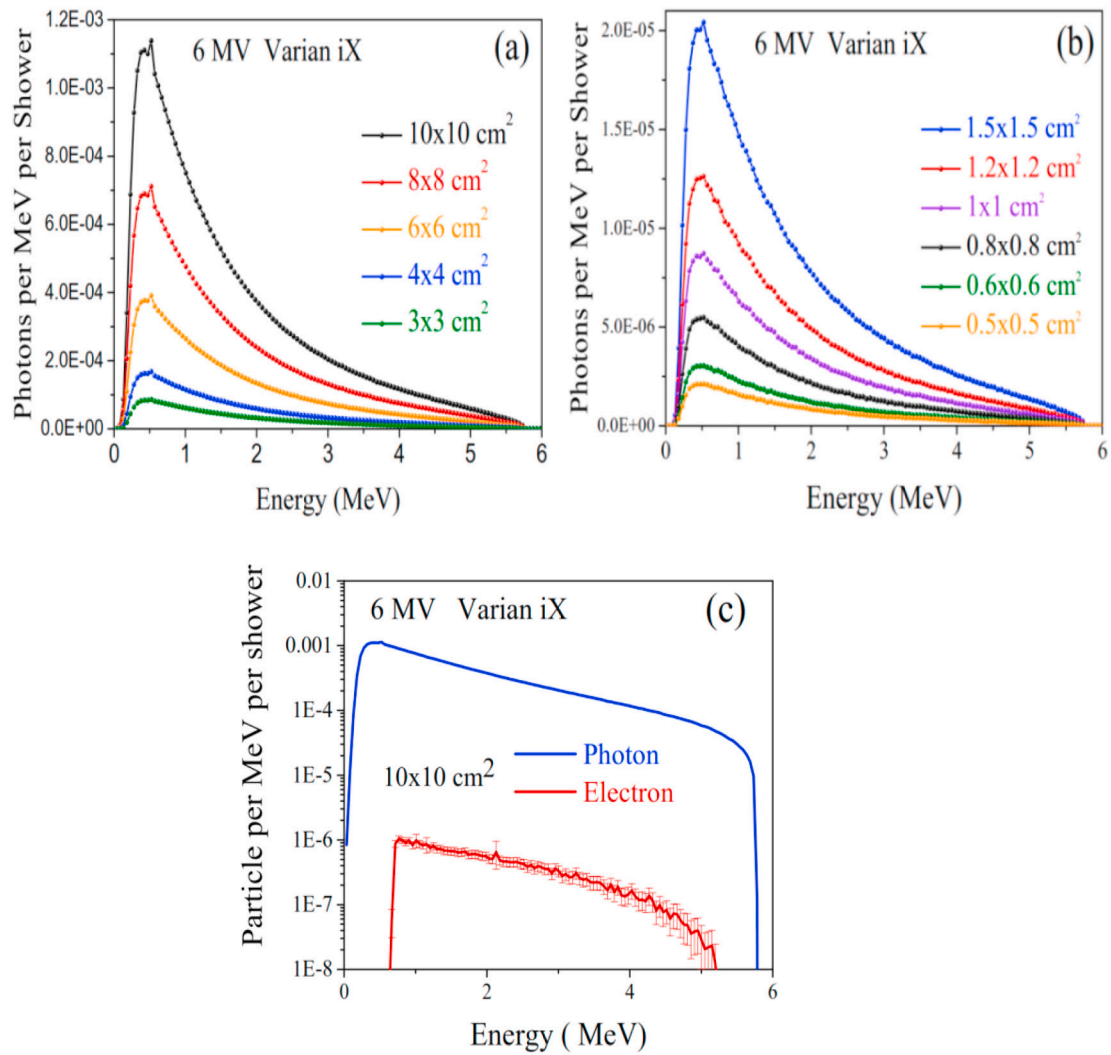 6 MV Varian iX (a)
Photons per MeV per Shower
1.2E-03
1.0E-03
8.0E-04
6.0E-04
4.0E-04
2.0E-04
0.0E+00
10x10 cm²
8x8 cm²
6x6 cm²
4x4 cm²
3x3 cm²
0 1 2 3 4 5 6
Energy (MeV)
6 MV Varian iX (b)
Photons per MeV per Shower
2.0E-05
1.5E-05
1.0E-05
5.0E-06
0.0E+00
1.5x1.5 cm²
1.2x1.2 cm²
1x1 cm²
0.8x0.8 cm²
0.6x0.6 cm²
0.5x0.5 cm²
0 1 2 3 4 5 6
Energy (MeV)
6 MV Varian iX (c)
Particle per MeV per shower
0.01
0.001
1E-4
1E-5
1E-6
1E-7
1E-8
Photon
10x10 cm²
Electron
0 2 4 6
Energy ( MeV)